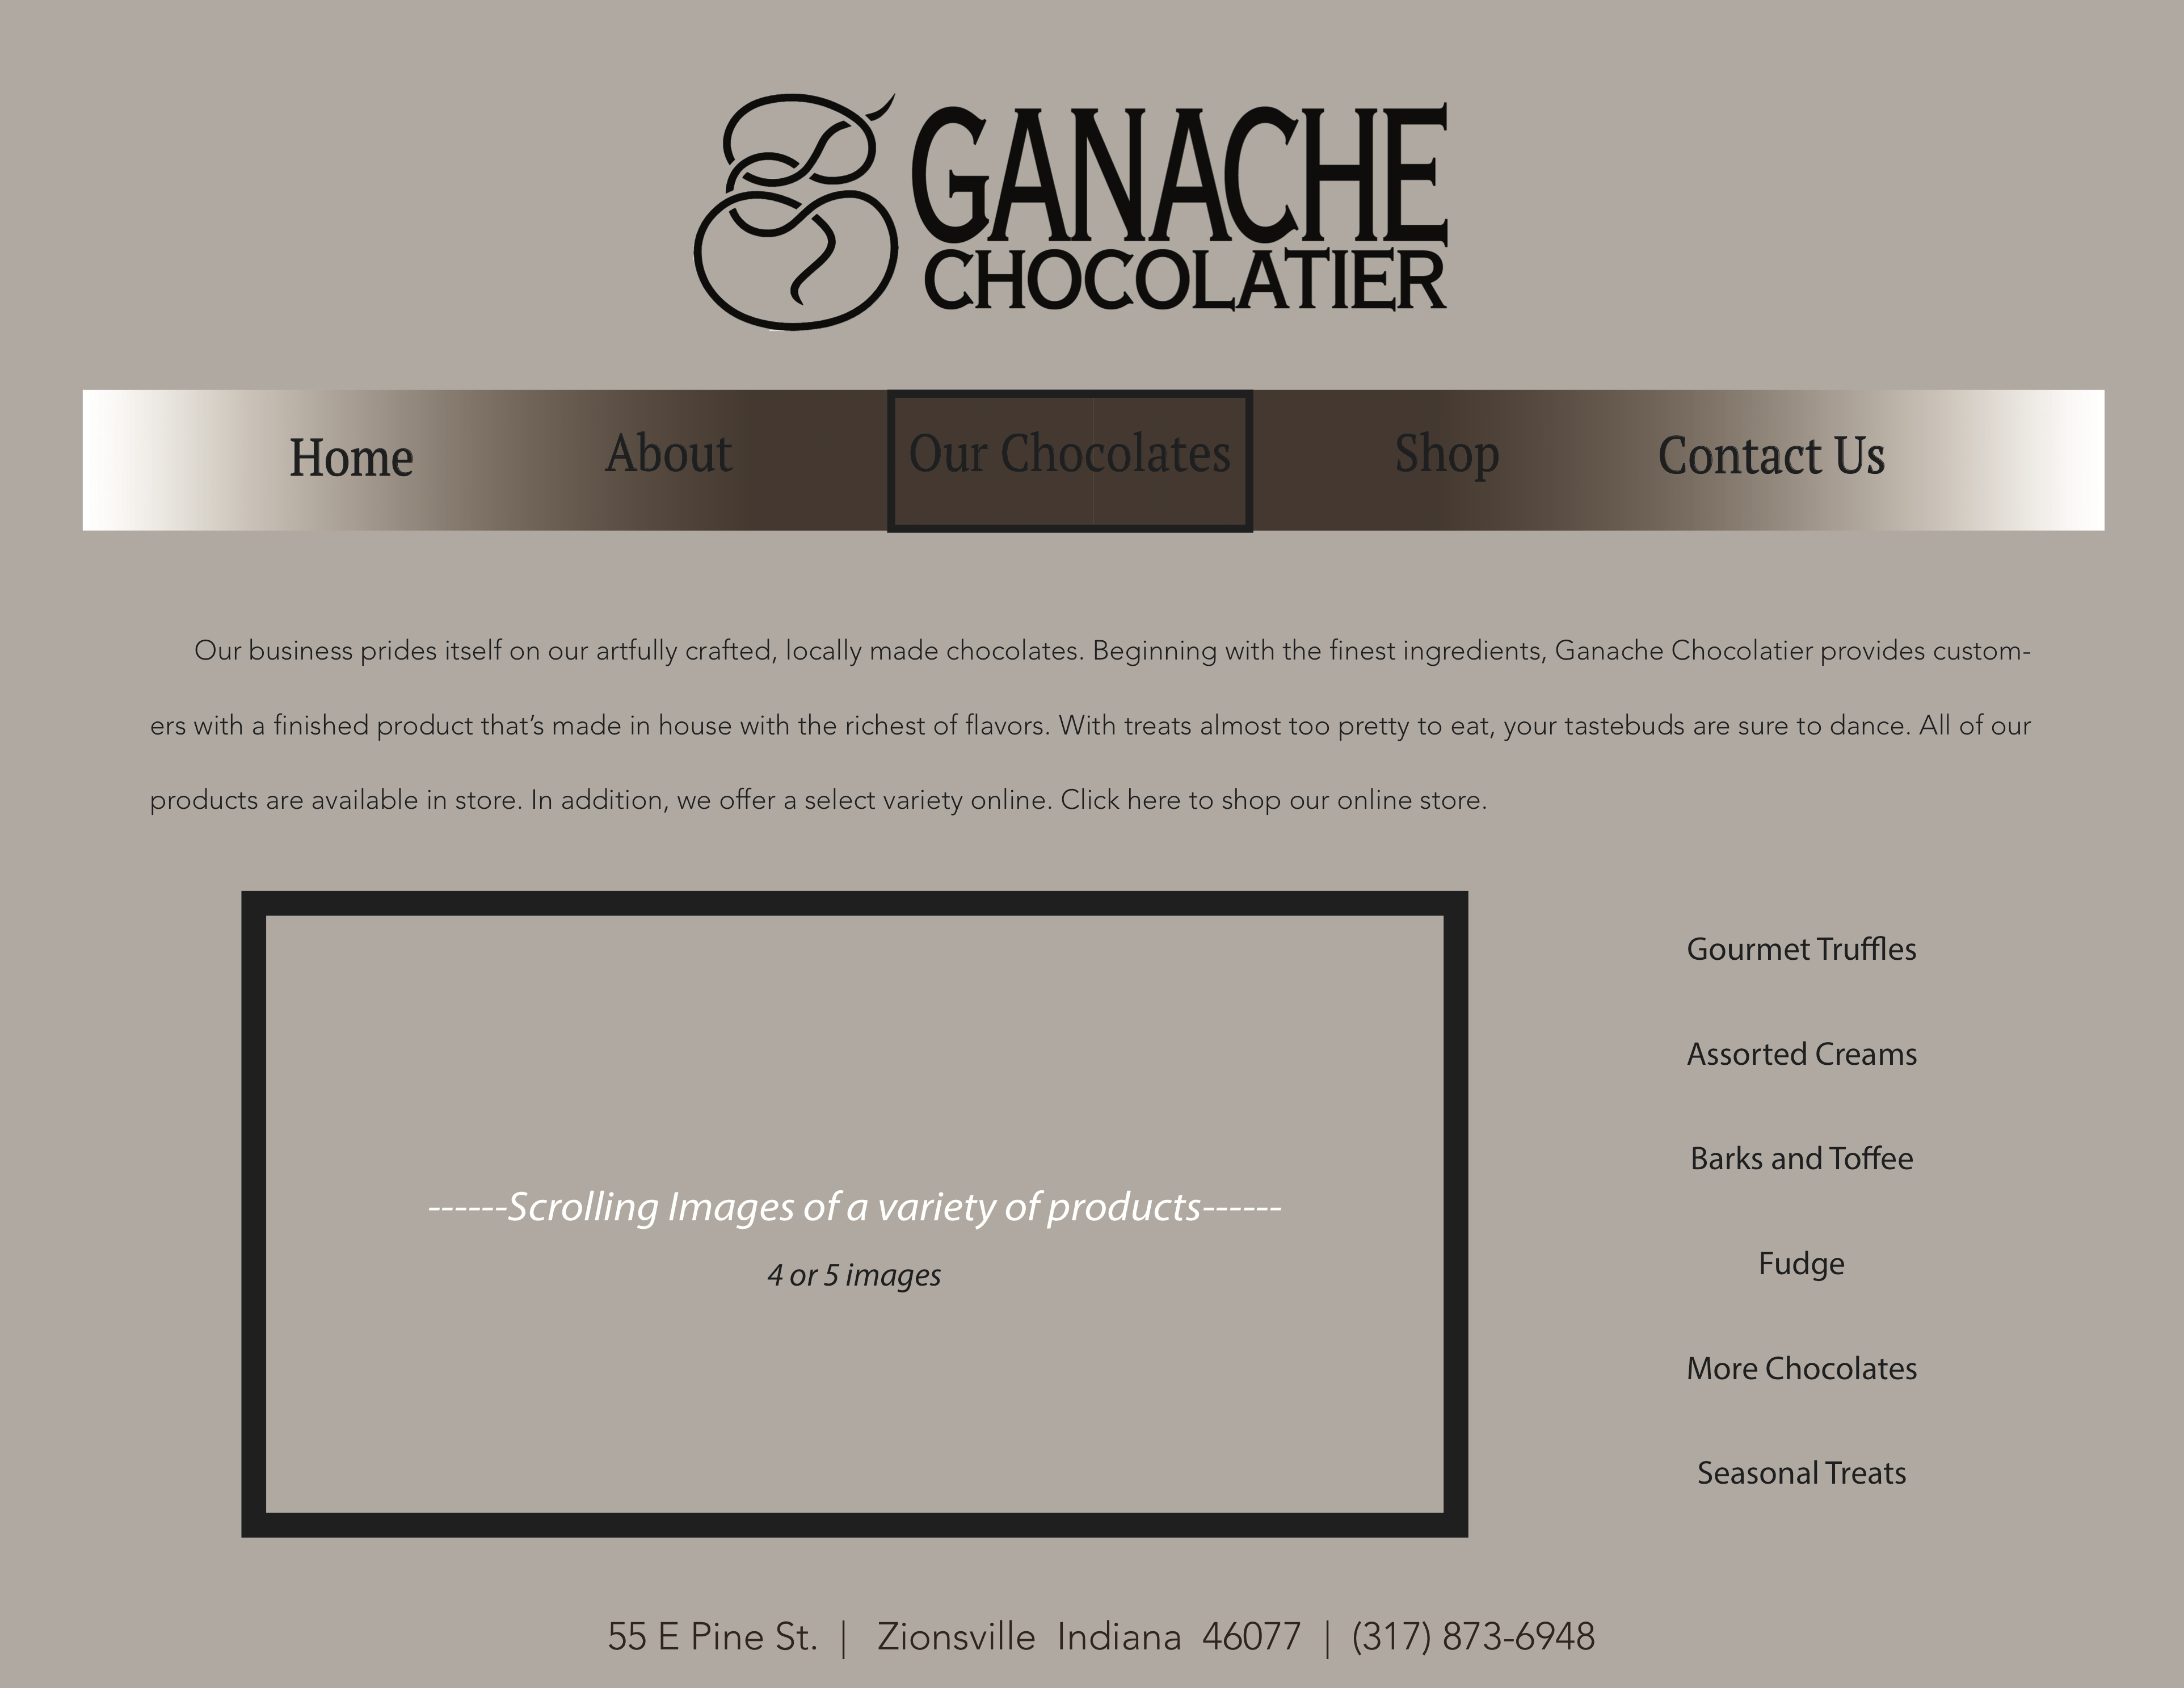 GANACHE
CHOCOLATIER
Home About Our Chocolates Shop Contact Us
Our business prides itself on our artfully crafted, locally made chocolates. Beginning with the finest ingredients, Ganache Chocolatier provides custom-
ers with a finished product that’s made in house with the richest of flavors. With treats almost too pretty to eat, your tastebuds are sure to dance. All of our
products are available in store. In addition, we offer a select variety online. Click here to shop our online store.
------Scrolling Images of a variety of products------
4 or 5 images
Gourmet Truffles
Assorted Creams
Barks and Toffee
Fudge
More Chocolates
Seasonal Treats
55 E Pine St. | Zionsville Indiana 46077 | (317) 873-6948